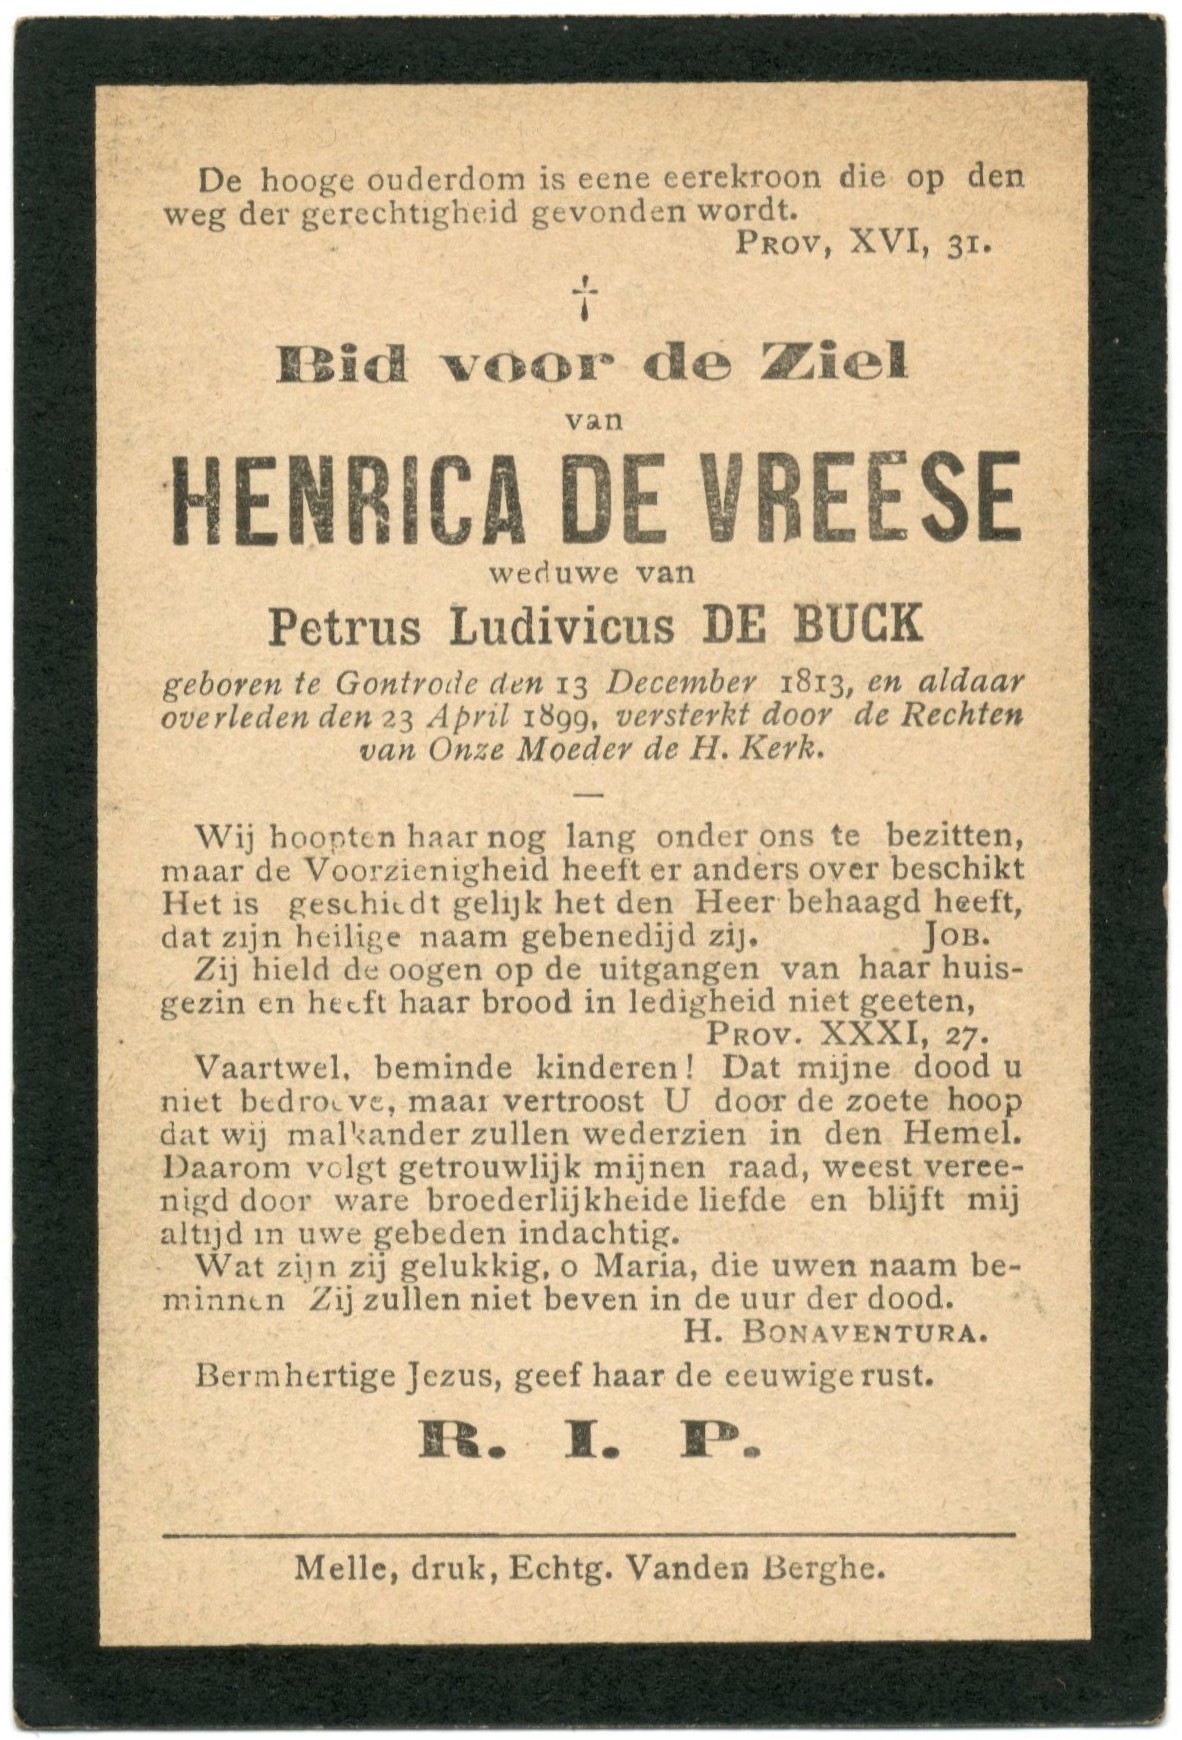 De hooge ouderdom is eene eerekroon die op den
weg der gerechtigheid gevonden wordt.
PROV, XVI, 31.
Bid voor de Ziel
van
HENRICA DE VREESE
weduwe van
Petrus Ludivicus DE BUCK
geboren te Gontrode den 13 December 1813, en aldaar
overleden den 23 April 1899, versterkt door de Rechten
van Onze Moeder de H. Kerk.
—
Wij hoopten haar nog lang onder ons te bezitten,
maar de Voorzienigheid heeft er anders over beschikt
Het is geschiedt gelijk het den Heer behaagd heeft,
dat zijn heilige naam gebenedijd zij. JOB.
Zij hield de oogen op de uitgangen van haar huis-
gezin en heeft haar brood in ledigheid niet geeten,
PROV. XXXI, 27.
Vaartwel, beminde kinderen! Dat mijne dood u
niet bedroeve, maar vertroost U door de zoete hoop
dat wij malkander zullen wederzien in den Hemel.
Daarom volgt getrouwlijk mijnen raad, weest veree-
nigd door ware broederlijkheide liefde en blijft mij
altijd in uwe gebeden indachtig.
Wat zijn zij gelukkig, o Maria, die uwen naam be-
minnen Zij zullen niet beven in de uur der dood.
H. BONAVENTURA.
Bermhertige Jezus, geef haar de eeuwige rust.
R. I. P.
Melle, druk, Echtg. Vanden Berghe.